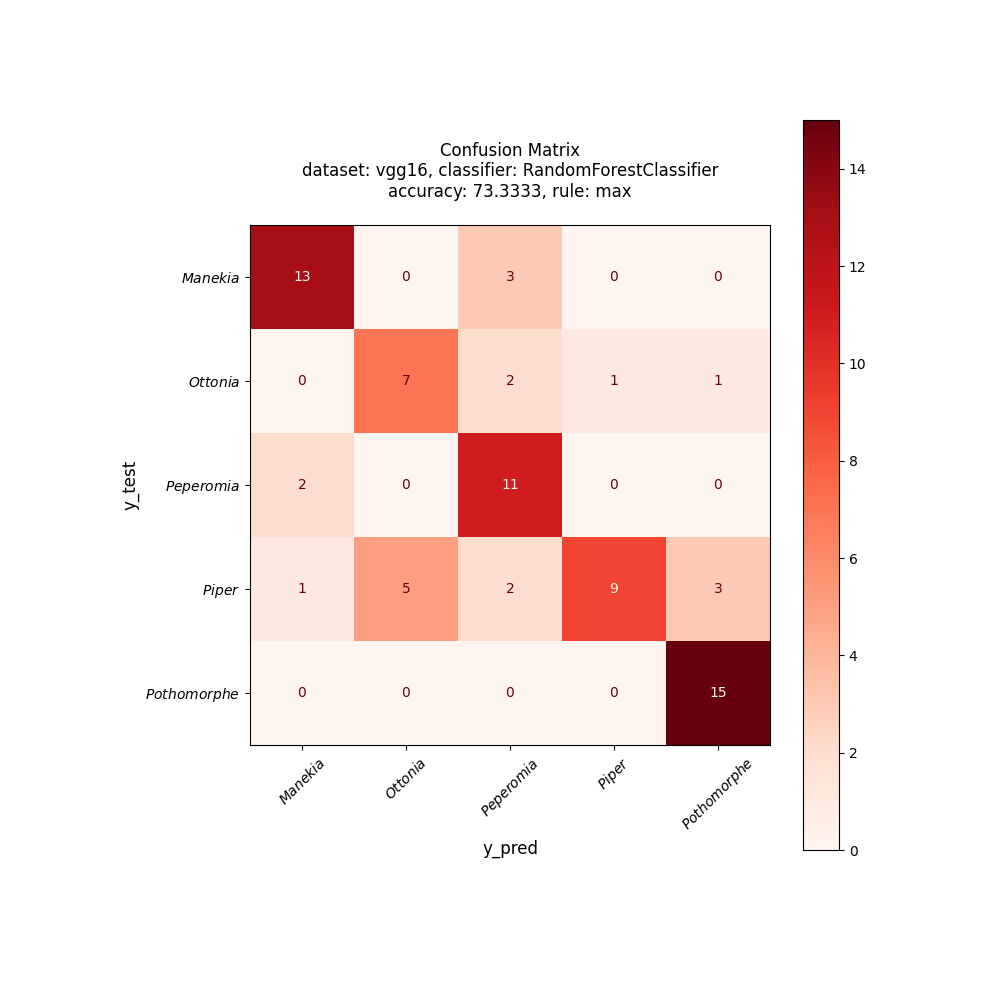 Confusion Matrix
dataset: vgg16, classifier: RandomForestClassifier
accuracy: 73.3333, rule: max
Manekia 13 0 3 0 0
Ottonia 0 7 2 1 1
Peperomia 2 0 11 0 0
Piper 1 5 2 9 3
Pothomorphe 0 0 0 0 15
y_test
Manekia Ottonia Peperomia Piper Pothomorphe
y_pred
14
12
10
8
6
4
2
0